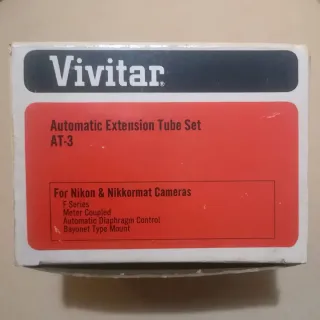 Vivitar®
Automatic Extension Tube Set
AT-3
For Nikon & Nikkormat Cameras
F Series
Meter Coupled
Automatic Diaphragm Control
Bayonet Type Mount